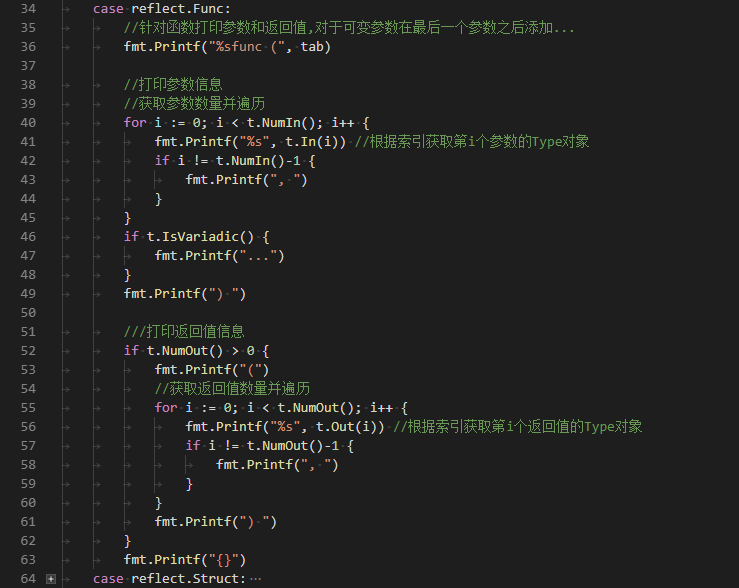 34 case reflect.Func:
35 //针对函数打印参数和返回值,对于可变参数在最后一个参数之后添加...
36 fmt.Printf("%sfunc (", tab)
37
38 //打印参数信息
39 //获取参数数量并遍历
40 for i := 0; i < t.NumIn(); i++ {
41 fmt.Printf("%s", t.In(i)) //根据索引获取第i个参数的Type对象
42 if i != t.NumIn()-1 {
43 fmt.Printf(", ")
44 }
45 }
46 if t.IsVariadic() {
47 fmt.Printf("...")
48 }
49 fmt.Printf(") ")
50
51 ///打印返回值信息
52 if t.NumOut() > 0 {
53 fmt.Printf("(")
54 //获取返回值数量并遍历
55 for i := 0; i < t.NumOut(); i++ {
56 fmt.Printf("%s", t.Out(i)) //根据索引获取第i个返回值的Type对象
57 if i != t.NumOut()-1 {
58 fmt.Printf(", ")
59 }
60 }
61 fmt.Printf(") ")
62 }
63 fmt.Printf("{}")
64 case reflect.Struct:…